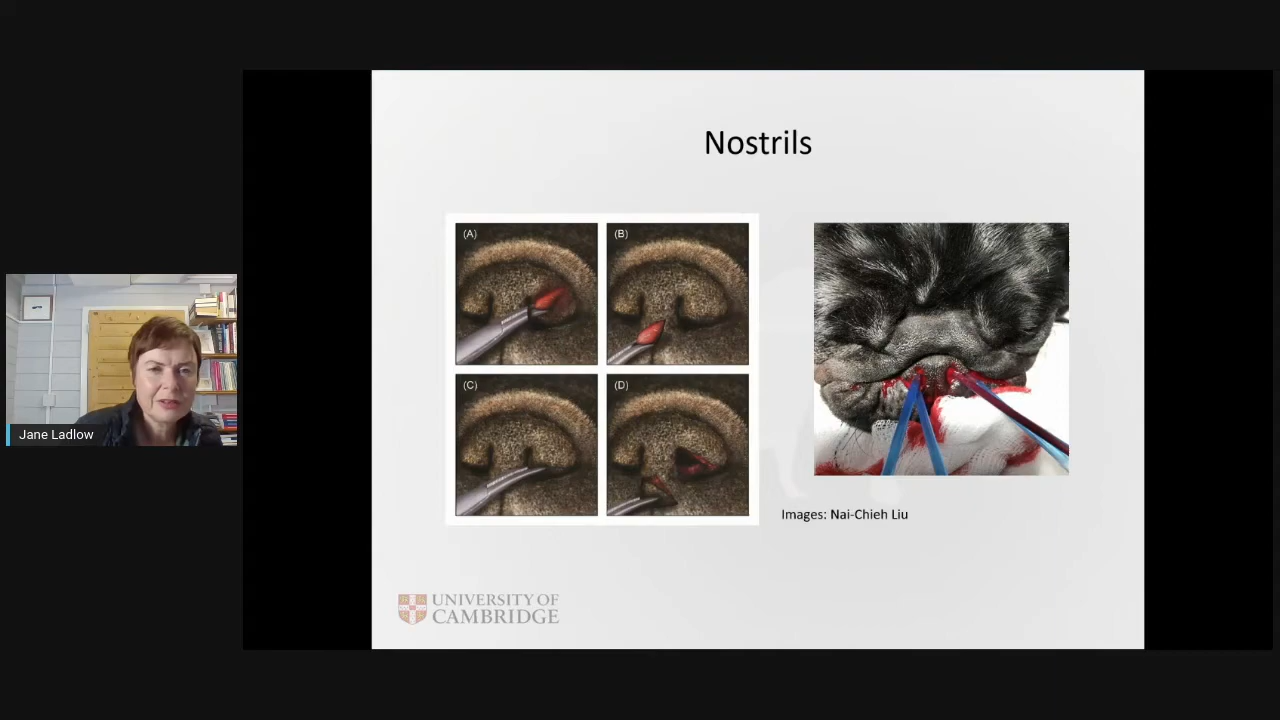 Nostrils
(A)
(B)
(C)
(D)
Jane Ladlow
Images: Nai-Chieh Liu
UNIVERSITY OF
CAMBRIDGE